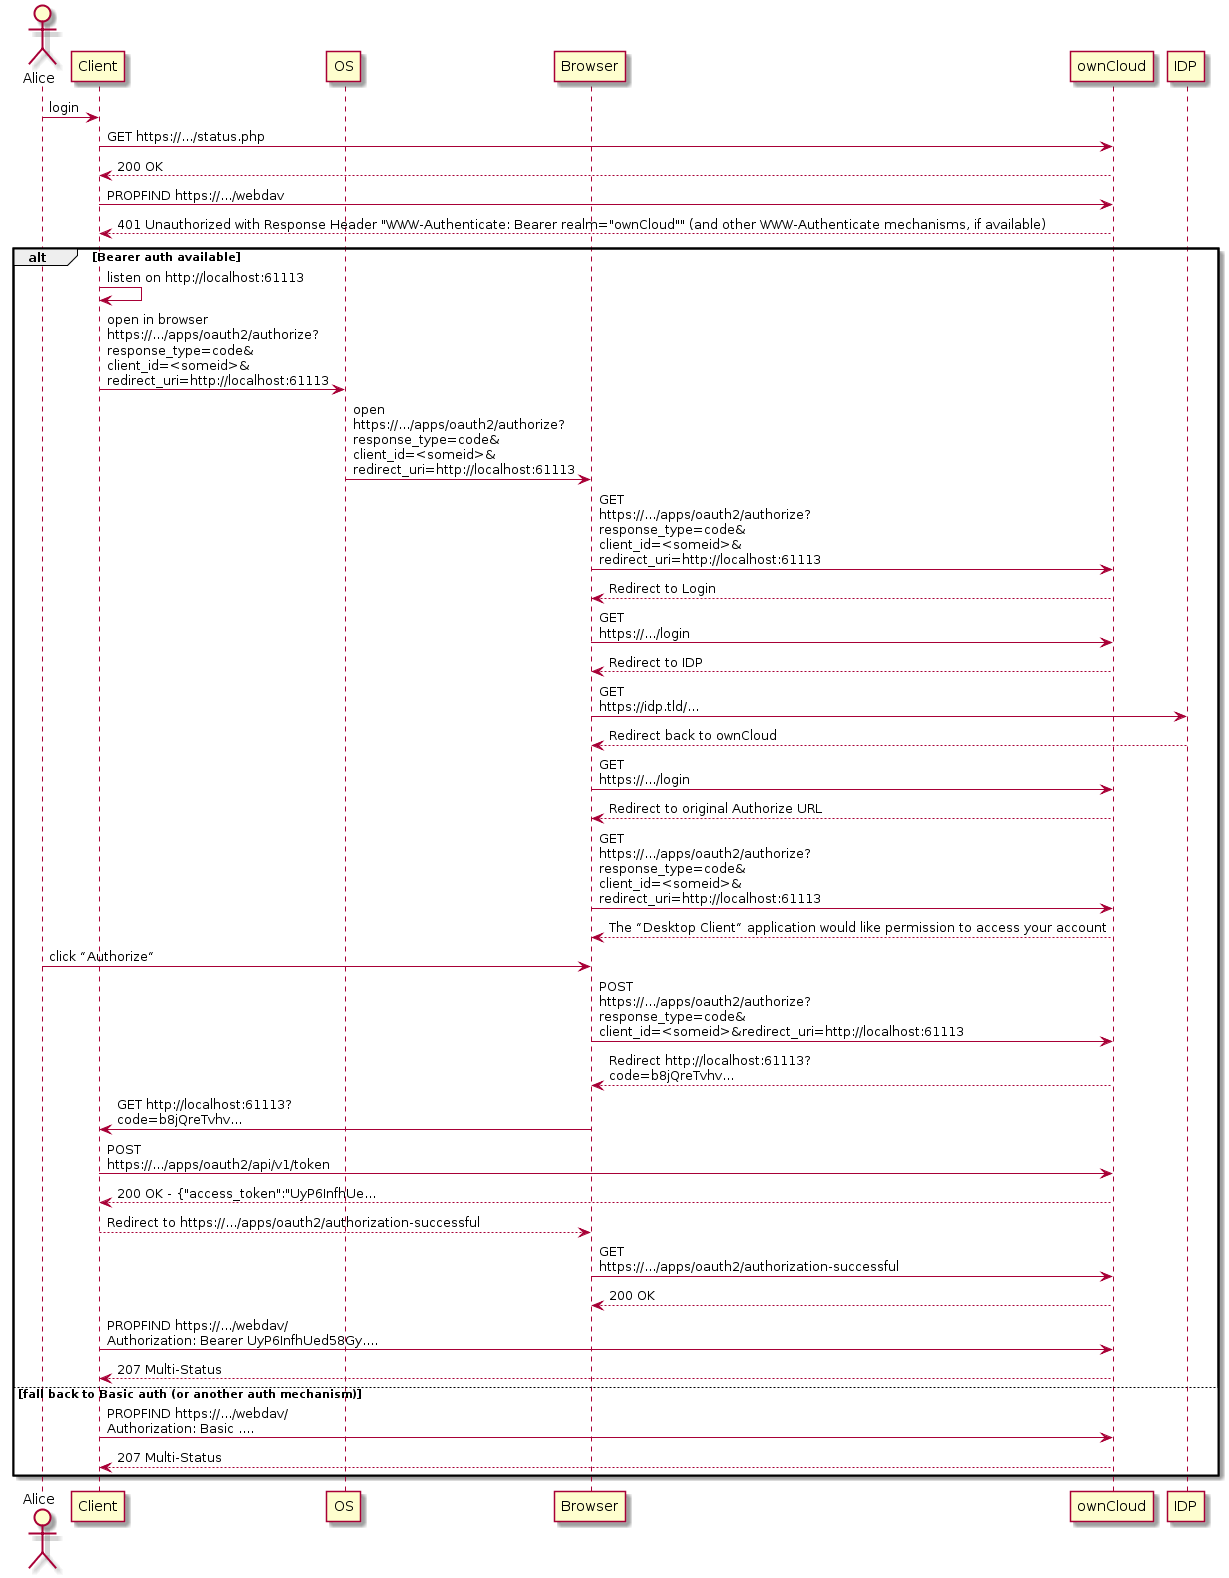 Alice
Client
OS
Browser
ownCloud
IDP
login
GET https://.../status.php
200 OK
PROPFIND https://.../webdav
401 Unauthorized with Response Header "WWW-Authenticate: Bearer realm="ownCloud"" (and other WWW-Authenticate mechanisms, if available)
alt
[Bearer auth available]
listen on http://localhost:61113
open in browser
https://.../apps/oauth2/authorize?
response_type=code&
client_id=<someid>&
redirect_uri=http://localhost:61113
open
https://.../apps/oauth2/authorize?
response_type=code&
client_id=<someid>&
redirect_uri=http://localhost:61113
GET
https://.../apps/oauth2/authorize?
response_type=code&
client_id=<someid>&
redirect_uri=http://localhost:61113
Redirect to Login
GET
https://.../login
Redirect to IDP
GET
https://idp.tld/...
Redirect back to ownCloud
GET
https://.../login
Redirect to original Authorize URL
GET
https://.../apps/oauth2/authorize?
response_type=code&
client_id=<someid>&
redirect_uri=http://localhost:61113
The “Desktop Client“ application would like permission to access your account
click “Authorize“
POST
https://.../apps/oauth2/authorize?
response_type=code&
client_id=<someid>&redirect_uri=http://localhost:61113
Redirect http://localhost:61113?
code=b8jQreTvhv...
GET http://localhost:61113?
code=b8jQreTvhv...
POST
https://.../apps/oauth2/api/v1/token
200 OK - {"access_token":"UyP6InfhUe...
Redirect to https://.../apps/oauth2/authorization-successful
GET
https://.../apps/oauth2/authorization-successful
200 OK
PROPFIND https://.../webdav/
Authorization: Bearer UyP6InfhUed58Gy....
207 Multi-Status
[fall back to Basic auth (or another auth mechanism)]
PROPFIND https://.../webdav/
Authorization: Basic ....
207 Multi-Status
Alice
Client
OS
Browser
ownCloud
IDP